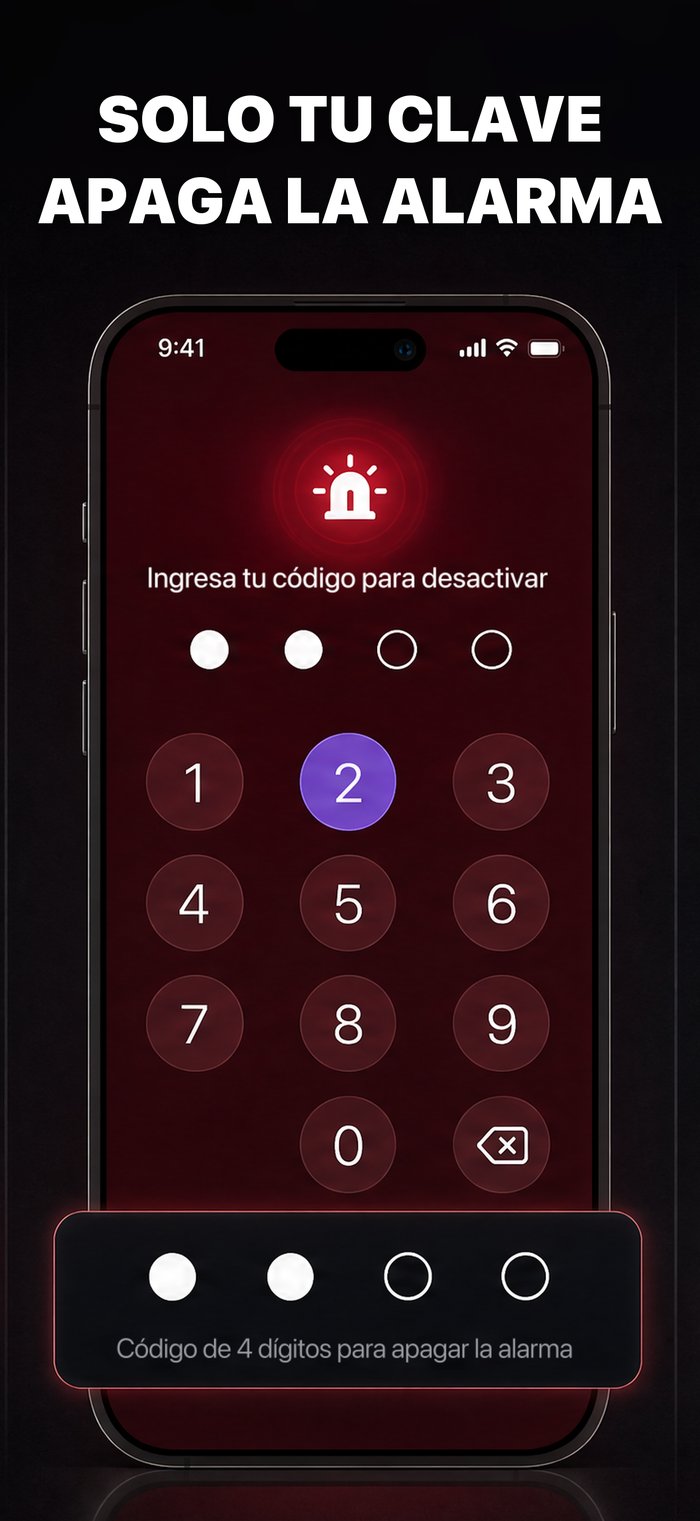 SOLO TU CLAVE
APAGA LA ALARMA
9:41
Ingresa tu código para desactivar
1 2 3
4 5 6
7 8 9
0
Código de 4 dígitos para apagar la alarma